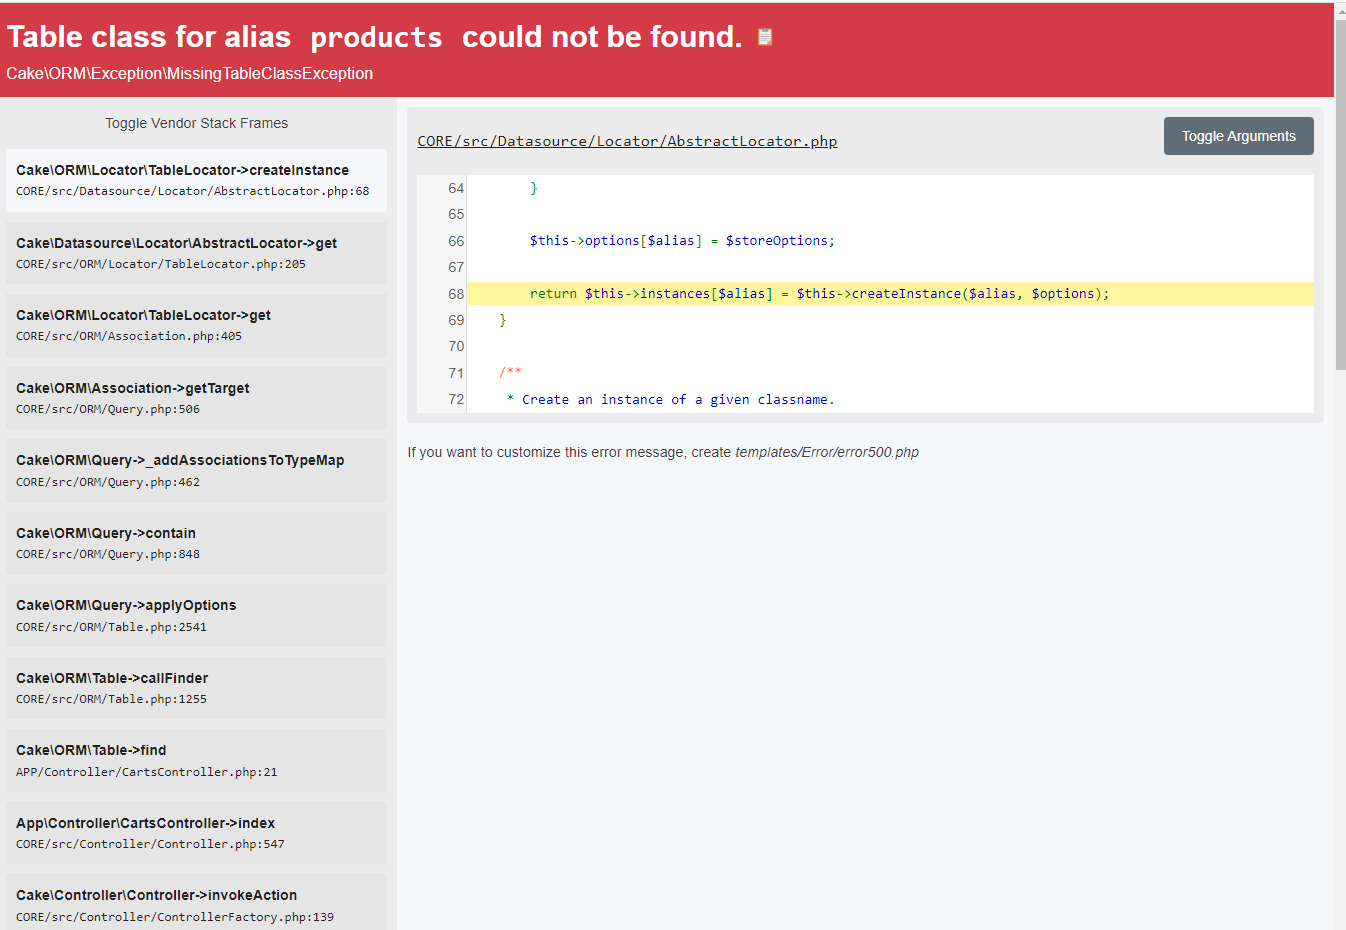 Table class for alias products could not be found.
Cake\ORM\Exception\MissingTableClassException
Toggle Vendor Stack Frames
Cake\ORM\Locator\TableLocator->createInstance
CORE/src/Datasource/Locator/AbstractLocator.php:68
Cake\Datasource\Locator\AbstractLocator->get
CORE/src/ORM/Locator/TableLocator.php:205
Cake\ORM\Locator\TableLocator->get
CORE/src/ORM/Association.php:405
Cake\ORM\Association->getTarget
CORE/src/ORM/Query.php:506
Cake\ORM\Query->_addAssociationsToTypeMap
CORE/src/ORM/Query.php:462
Cake\ORM\Query->contain
CORE/src/ORM/Query.php:848
Cake\ORM\Query->applyOptions
CORE/src/ORM/Table.php:2541
Cake\ORM\Table->callFinder
CORE/src/ORM/Table.php:1255
Cake\ORM\Table->find
APP/Controller/CartsController.php:21
App\Controller\CartsController->index
CORE/src/Controller/Controller.php:547
Cake\Controller\Controller->invokeAction
CORE/src/Controller/ControllerFactory.php:139
CORE/src/Datasource/Locator/AbstractLocator.php
Toggle Arguments
64 }
65
66 $this->options[$alias] = $storeOptions;
67
68 return $this->instances[$alias] = $this->createInstance($alias, $options);
69 }
70
71 /**
72 * Create an instance of a given classname.
If you want to customize this error message, create templates/Error/error500.php